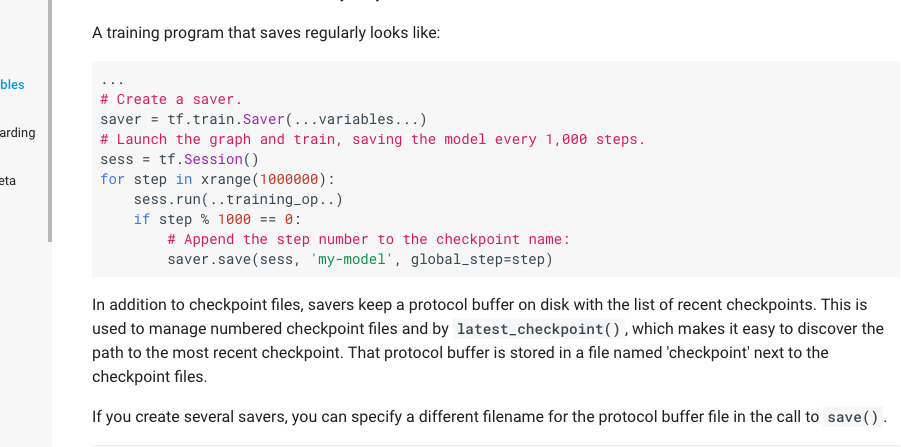 A training program that saves regularly looks like:
...
# Create a saver.
saver = tf.train.Saver(...variables...)
# Launch the graph and train, saving the model every 1,000 steps.
sess = tf.Session()
for step in xrange(1000000):
    sess.run(..training_op..)
    if step % 1000 == 0:
        # Append the step number to the checkpoint name:
        saver.save(sess, 'my-model', global_step=step)
In addition to checkpoint files, savers keep a protocol buffer on disk with the list of recent checkpoints. This is
used to manage numbered checkpoint files and by latest_checkpoint(), which makes it easy to discover the
path to the most recent checkpoint. That protocol buffer is stored in a file named 'checkpoint' next to the
checkpoint files.
If you create several savers, you can specify a different filename for the protocol buffer file in the call to save().
bles
arding
eta